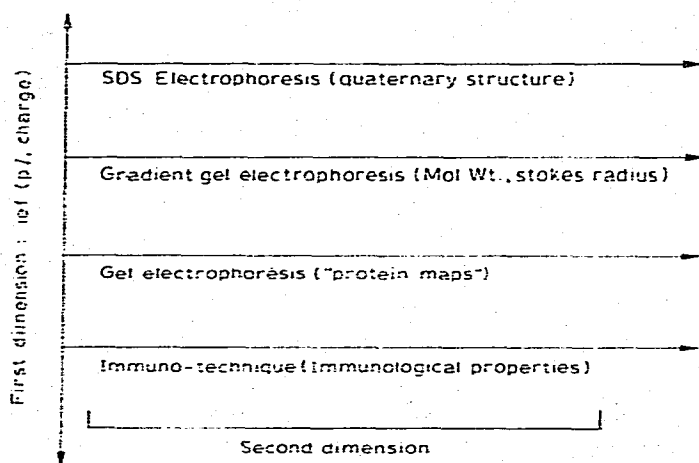 SDS Electrophoresis (quaternary structure)
Gradient gel electrophoresis (Mol Wt., stokes radius)
Gel electrophoresis ("protein maps")
Immuno-technique (Immunological properties)
Second dimension
First dimension : ief (pI, charge)